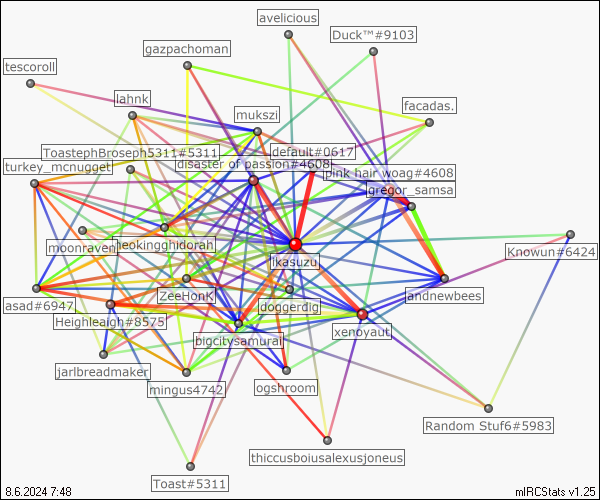 avelicious
Duck™#9103
gazpachoman
tescoroll
lahnk
facadas.
mukszi
ToastephBroseph5311#5311
default#0617
turkey_mcnugget
disaster of passion#4608
pink hair woag#4608
gregor_samsa
moonraven
neokingghidorah
Knowun#6424
ikasuzu
asad#6947
ZeeHonK
doggerdig
andnewbees
Heighleigh#8575
xenoyaut
bigcitysamurai
jarlbreadmaker
mingus4742
ogshroom
Random Stuf6#5983
thiccusboiusalexusjoneus
Toast#5311
8.6.2024 7:48
mIRCStats v1.25